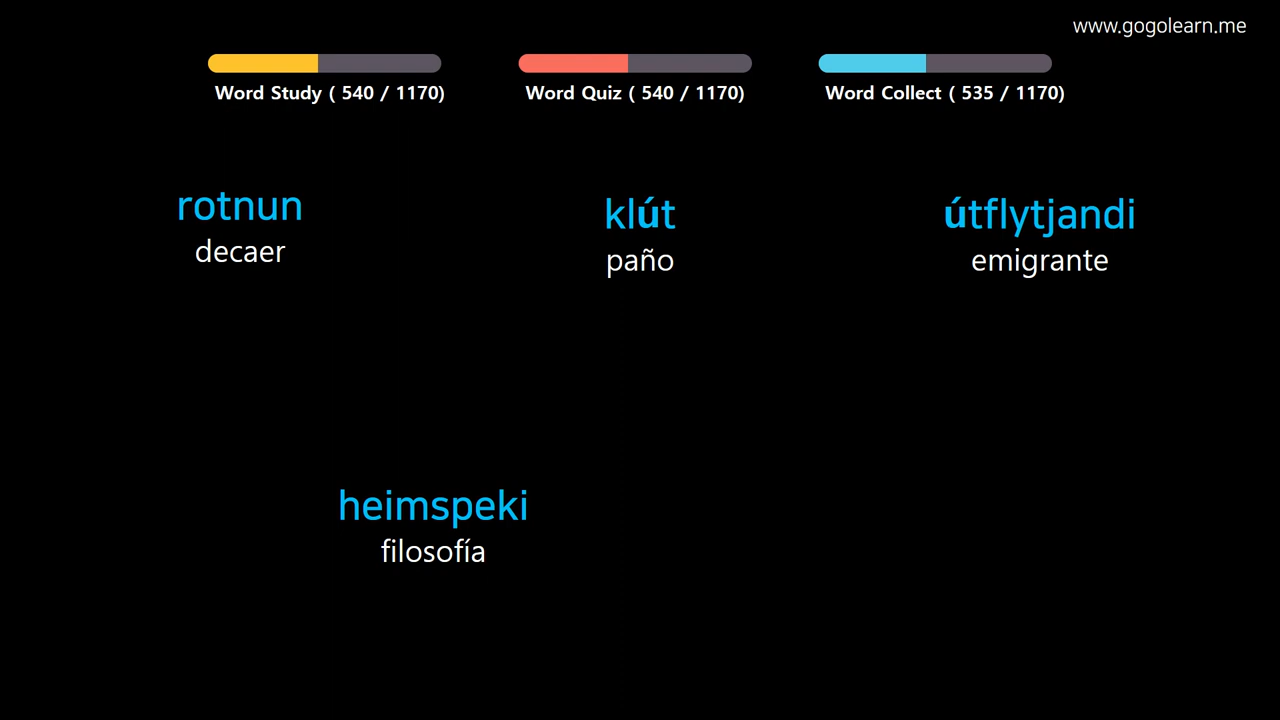 www.gogolearn.me
Word Study ( 540 / 1170)
Word Quiz ( 540 / 1170)
Word Collect ( 535 / 1170)
rotnun
decaer
klút
paño
útflytjandi
emigrante
heimspeki
filosofía